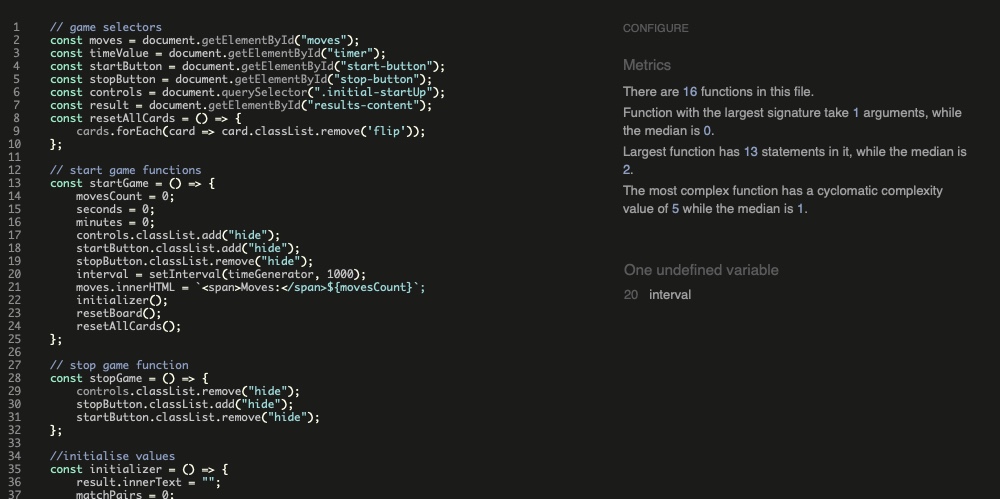 1 // game selectors
2 const moves = document.getElementById("moves");
3 const timeValue = document.getElementById("timer");
4 const startButton = document.getElementById("start-button");
5 const stopButton = document.getElementById("stop-button");
6 const controls = document.querySelector(".initial-startUp");
7 const result = document.getElementById("results-content");
8 const resetAllCards = () => {
9 cards.forEach(card => card.classList.remove('flip'));
10 };
11
12 // start game functions
13 const startGame = () => {
14 movesCount = 0;
15 seconds = 0;
16 minutes = 0;
17 controls.classList.add("hide");
18 startButton.classList.add("hide");
19 stopButton.classList.remove("hide");
20 interval = setInterval(timeGenerator, 1000);
21 moves.innerHTML = `<span>Moves:</span>${movesCount}`;
22 initializer();
23 resetBoard();
24 resetAllCards();
25 };
26
27 // stop game function
28 const stopGame = () => {
29 controls.classList.remove("hide");
30 stopButton.classList.add("hide");
31 startButton.classList.remove("hide");
32 };
33
34 //initialise values
35 const initializer = () => {
36 result.innerText = "";
37 matchPairs = 0;
CONFIGURE
Metrics
There are 16 functions in this file.
Function with the largest signature take 1 arguments, while
the median is 0.
Largest function has 13 statements in it, while the median is
2.
The most complex function has a cyclomatic complexity
value of 5 while the median is 1.
One undefined variable
20 interval